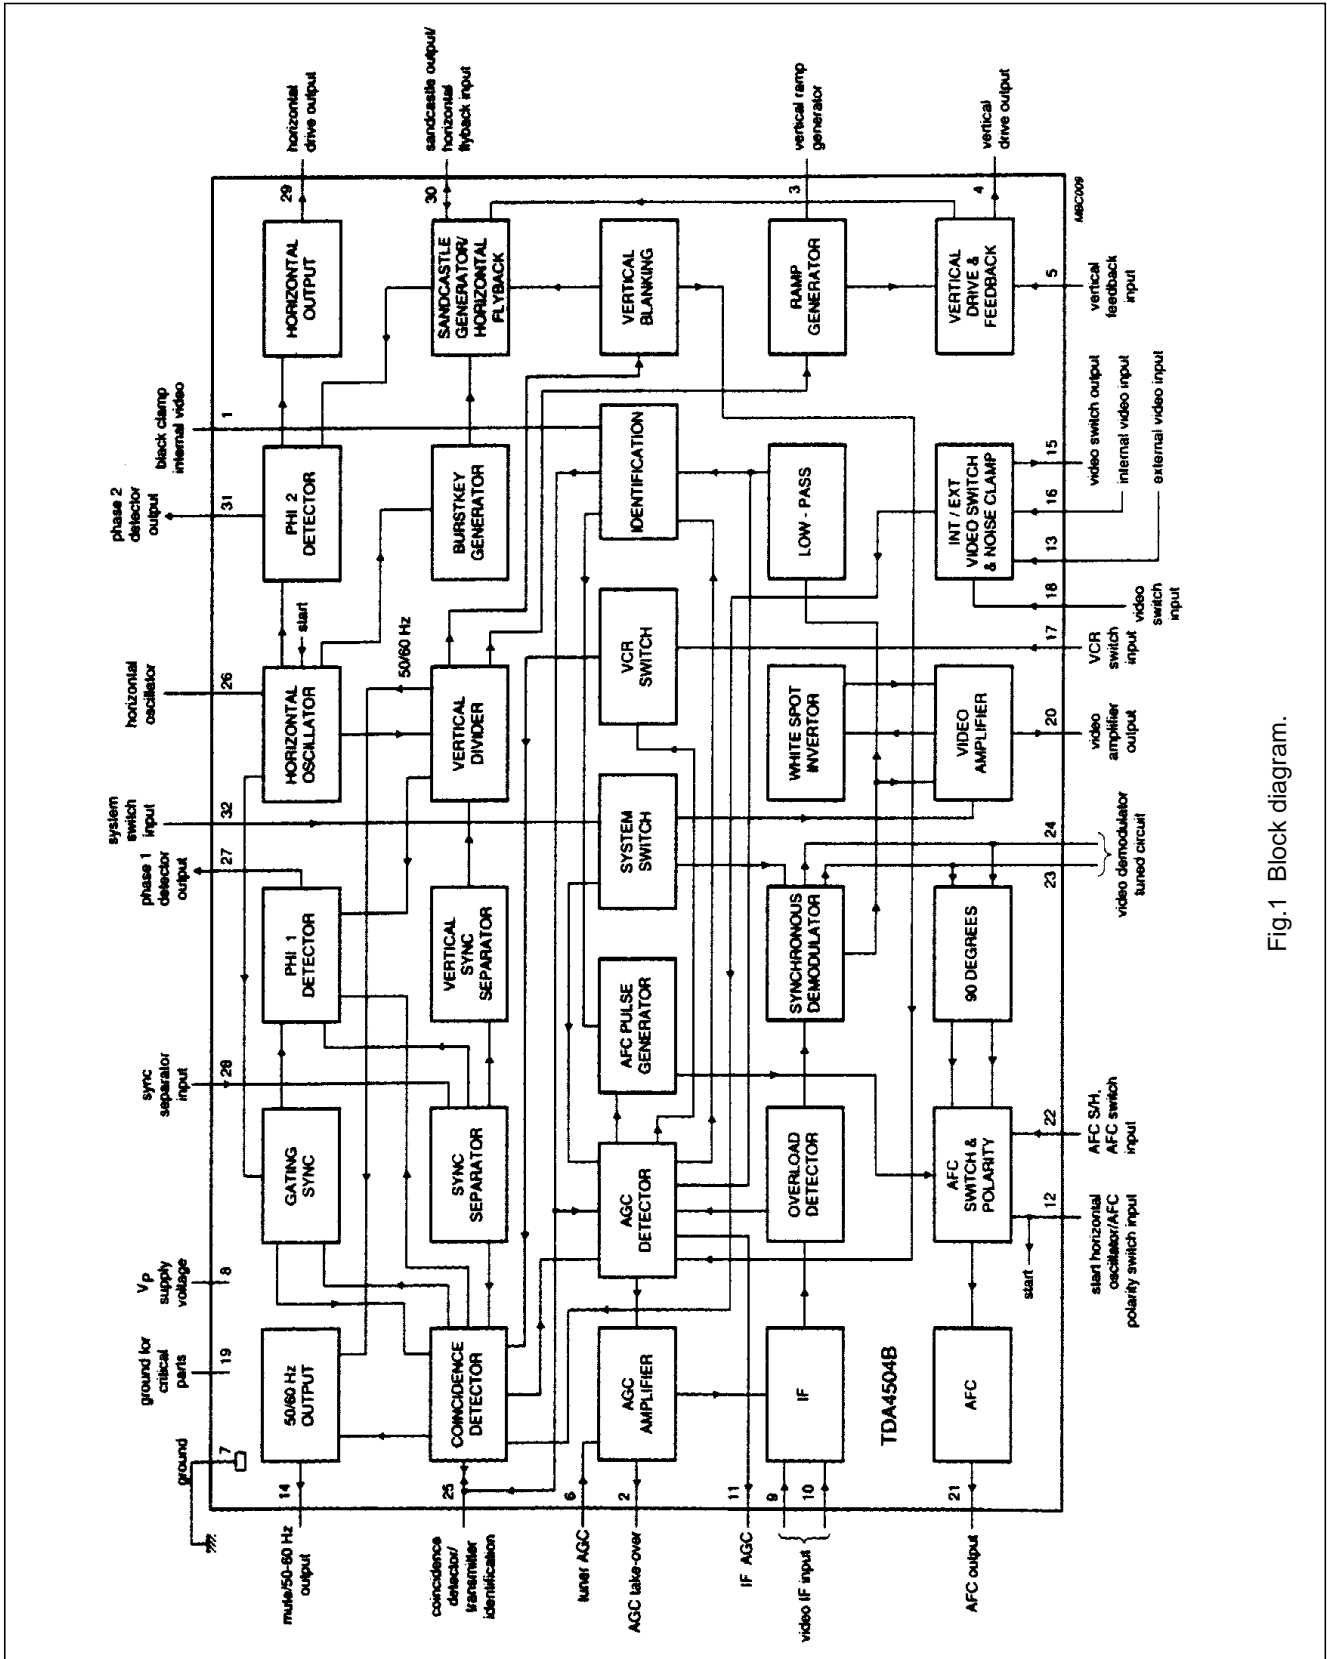 mute/50-60 Hz
output
14
50/60 Hz
OUTPUT
ground
7
ground for
critical
parts
19
VP
supply
voltage
8
GATING
SYNC
sync
separator
input
28
PHI 1
DETECTOR
phase 1
detector
output
27
system
switch
input
32
HORIZONTAL
OSCILLATOR
horizontal
oscillator
26
start
PHI 2
DETECTOR
phase 2
detector
output
31
black clamp
internal video
1
HORIZONTAL
OUTPUT
29
horizontal
drive output
coincidence
detector/
transmitter
identification
25
COINCIDENCE
DETECTOR
SYNC
SEPARATOR
VERTICAL
SYNC
SEPARATOR
VERTICAL
DIVIDER
50/60 Hz
BURSTKEY
GENERATOR
SANDCASTLE
GENERATOR/
HORIZONTAL
FLYBACK
30
sandcastle output/
horizontal
flyback input
tuner AGC
6
AGC take-over
2
AGC
AMPLIFIER
AGC
DETECTOR
AFC PULSE
GENERATOR
SYSTEM
SWITCH
VCR
SWITCH
IDENTIFICATION
VERTICAL
BLANKING
IF AGC
11
video IF input
9
10
IF
OVERLOAD
DETECTOR
SYNCHRONOUS
DEMODULATOR
WHITE SPOT
INVERTOR
LOW - PASS
RAMP
GENERATOR
3
vertical ramp
generator
TDA4504B
AFC output
21
AFC
start
AFC
SWITCH &
POLARITY
90 DEGREES
VIDEO
AMPLIFIER
INT / EXT
VIDEO SWITCH
& NOISE CLAMP
VERTICAL
DRIVE &
FEEDBACK
4
vertical
drive output
12
start horizontal
oscillator/AFC
polarity switch input
22
AFC S/H,
AFC switch
input
23
24
video demodulator
tuned circuit
20
video
amplifier
output
17
VCR
switch
input
18
video
switch
input
13
16
15
video switch output
internal video input
external video input
5
vertical
feedback
input
MBC009
Fig.1 Block diagram.